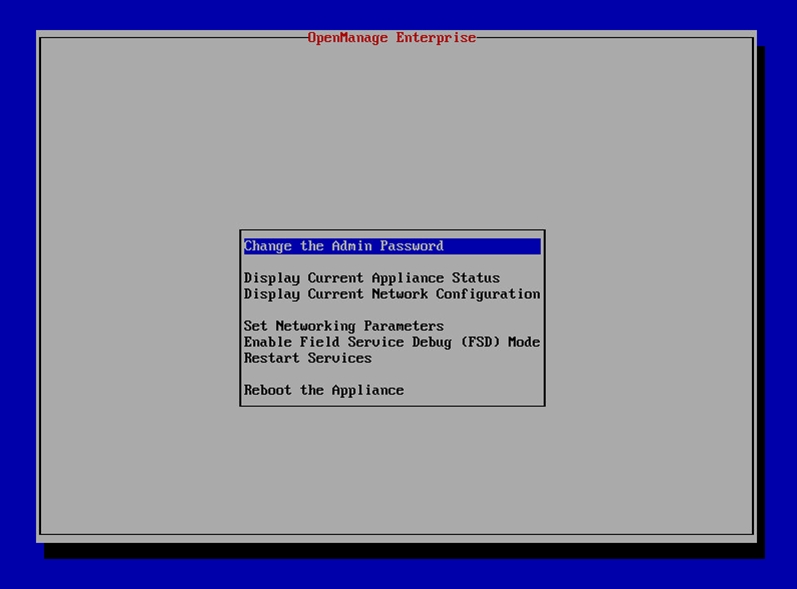 OpenManage Enterprise
Change the Admin Password
Display Current Appliance Status
Display Current Network Configuration
Set Networking Parameters
Enable Field Service Debug (FSD) Mode
Restart Services
Reboot the Appliance